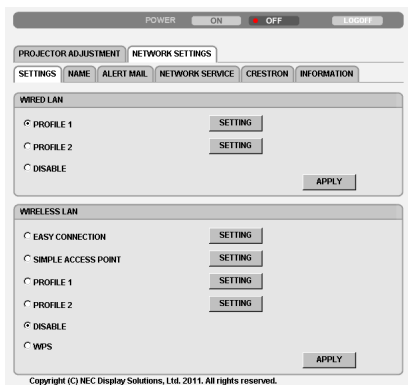 POWER ON OFF LOGOFF
PROJECTOR ADJUSTMENT NETWORK SETTINGS
SETTINGS NAME ALERT MAIL NETWORK SERVICE CRESTRON INFORMATION
WIRED LAN
PROFILE 1 SETTING
PROFILE 2 SETTING
DISABLE
APPLY
WIRELESS LAN
EASY CONNECTION SETTING
SIMPLE ACCESS POINT SETTING
PROFILE 1 SETTING
PROFILE 2 SETTING
DISABLE
WPS
APPLY
Copyright (C) NEC Display Solutions, Ltd. 2011. All rights reserved.